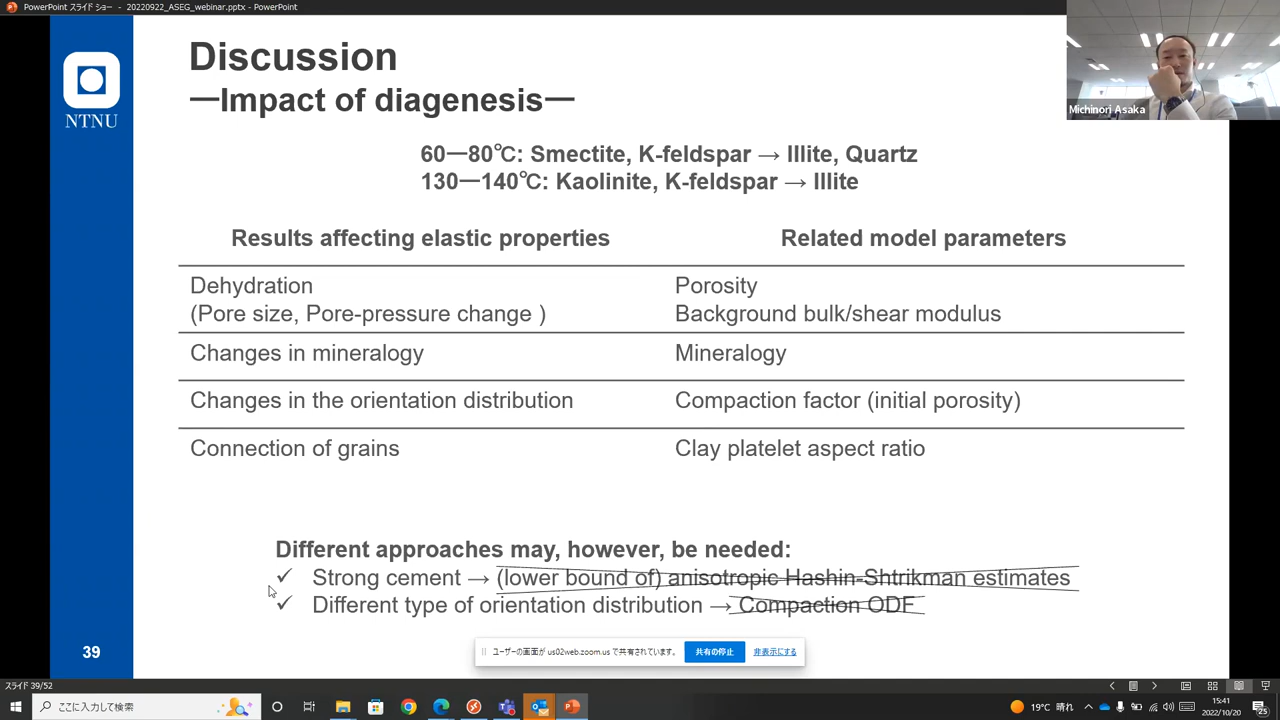 PowerPoint スライド ショー - 20220922_ASEG_webinar.pptx - PowerPoint
Michinori Asaka
NTNU
Discussion
—Impact of diagenesis—
60—80℃: Smectite, K-feldspar → Illite, Quartz
130—140℃: Kaolinite, K-feldspar → Illite
Results affecting elastic properties Related model parameters
Dehydration Porosity
(Pore size, Pore-pressure change ) Background bulk/shear modulus
Changes in mineralogy Mineralogy
Changes in the orientation distribution Compaction factor (initial porosity)
Connection of grains Clay platelet aspect ratio
Different approaches may, however, be needed:
✓ Strong cement → (lower bound of) anisotropic Hashin-Shtrikman estimates
✓ Different type of orientation distribution → Compaction ODF
39
ユーザーの画面が us02web.zoom.us で共有されています。 共有の停止 非表示にする
スライド 39/52
ここに入力して検索
19°C 晴れ
15:41
2022/10/20
25